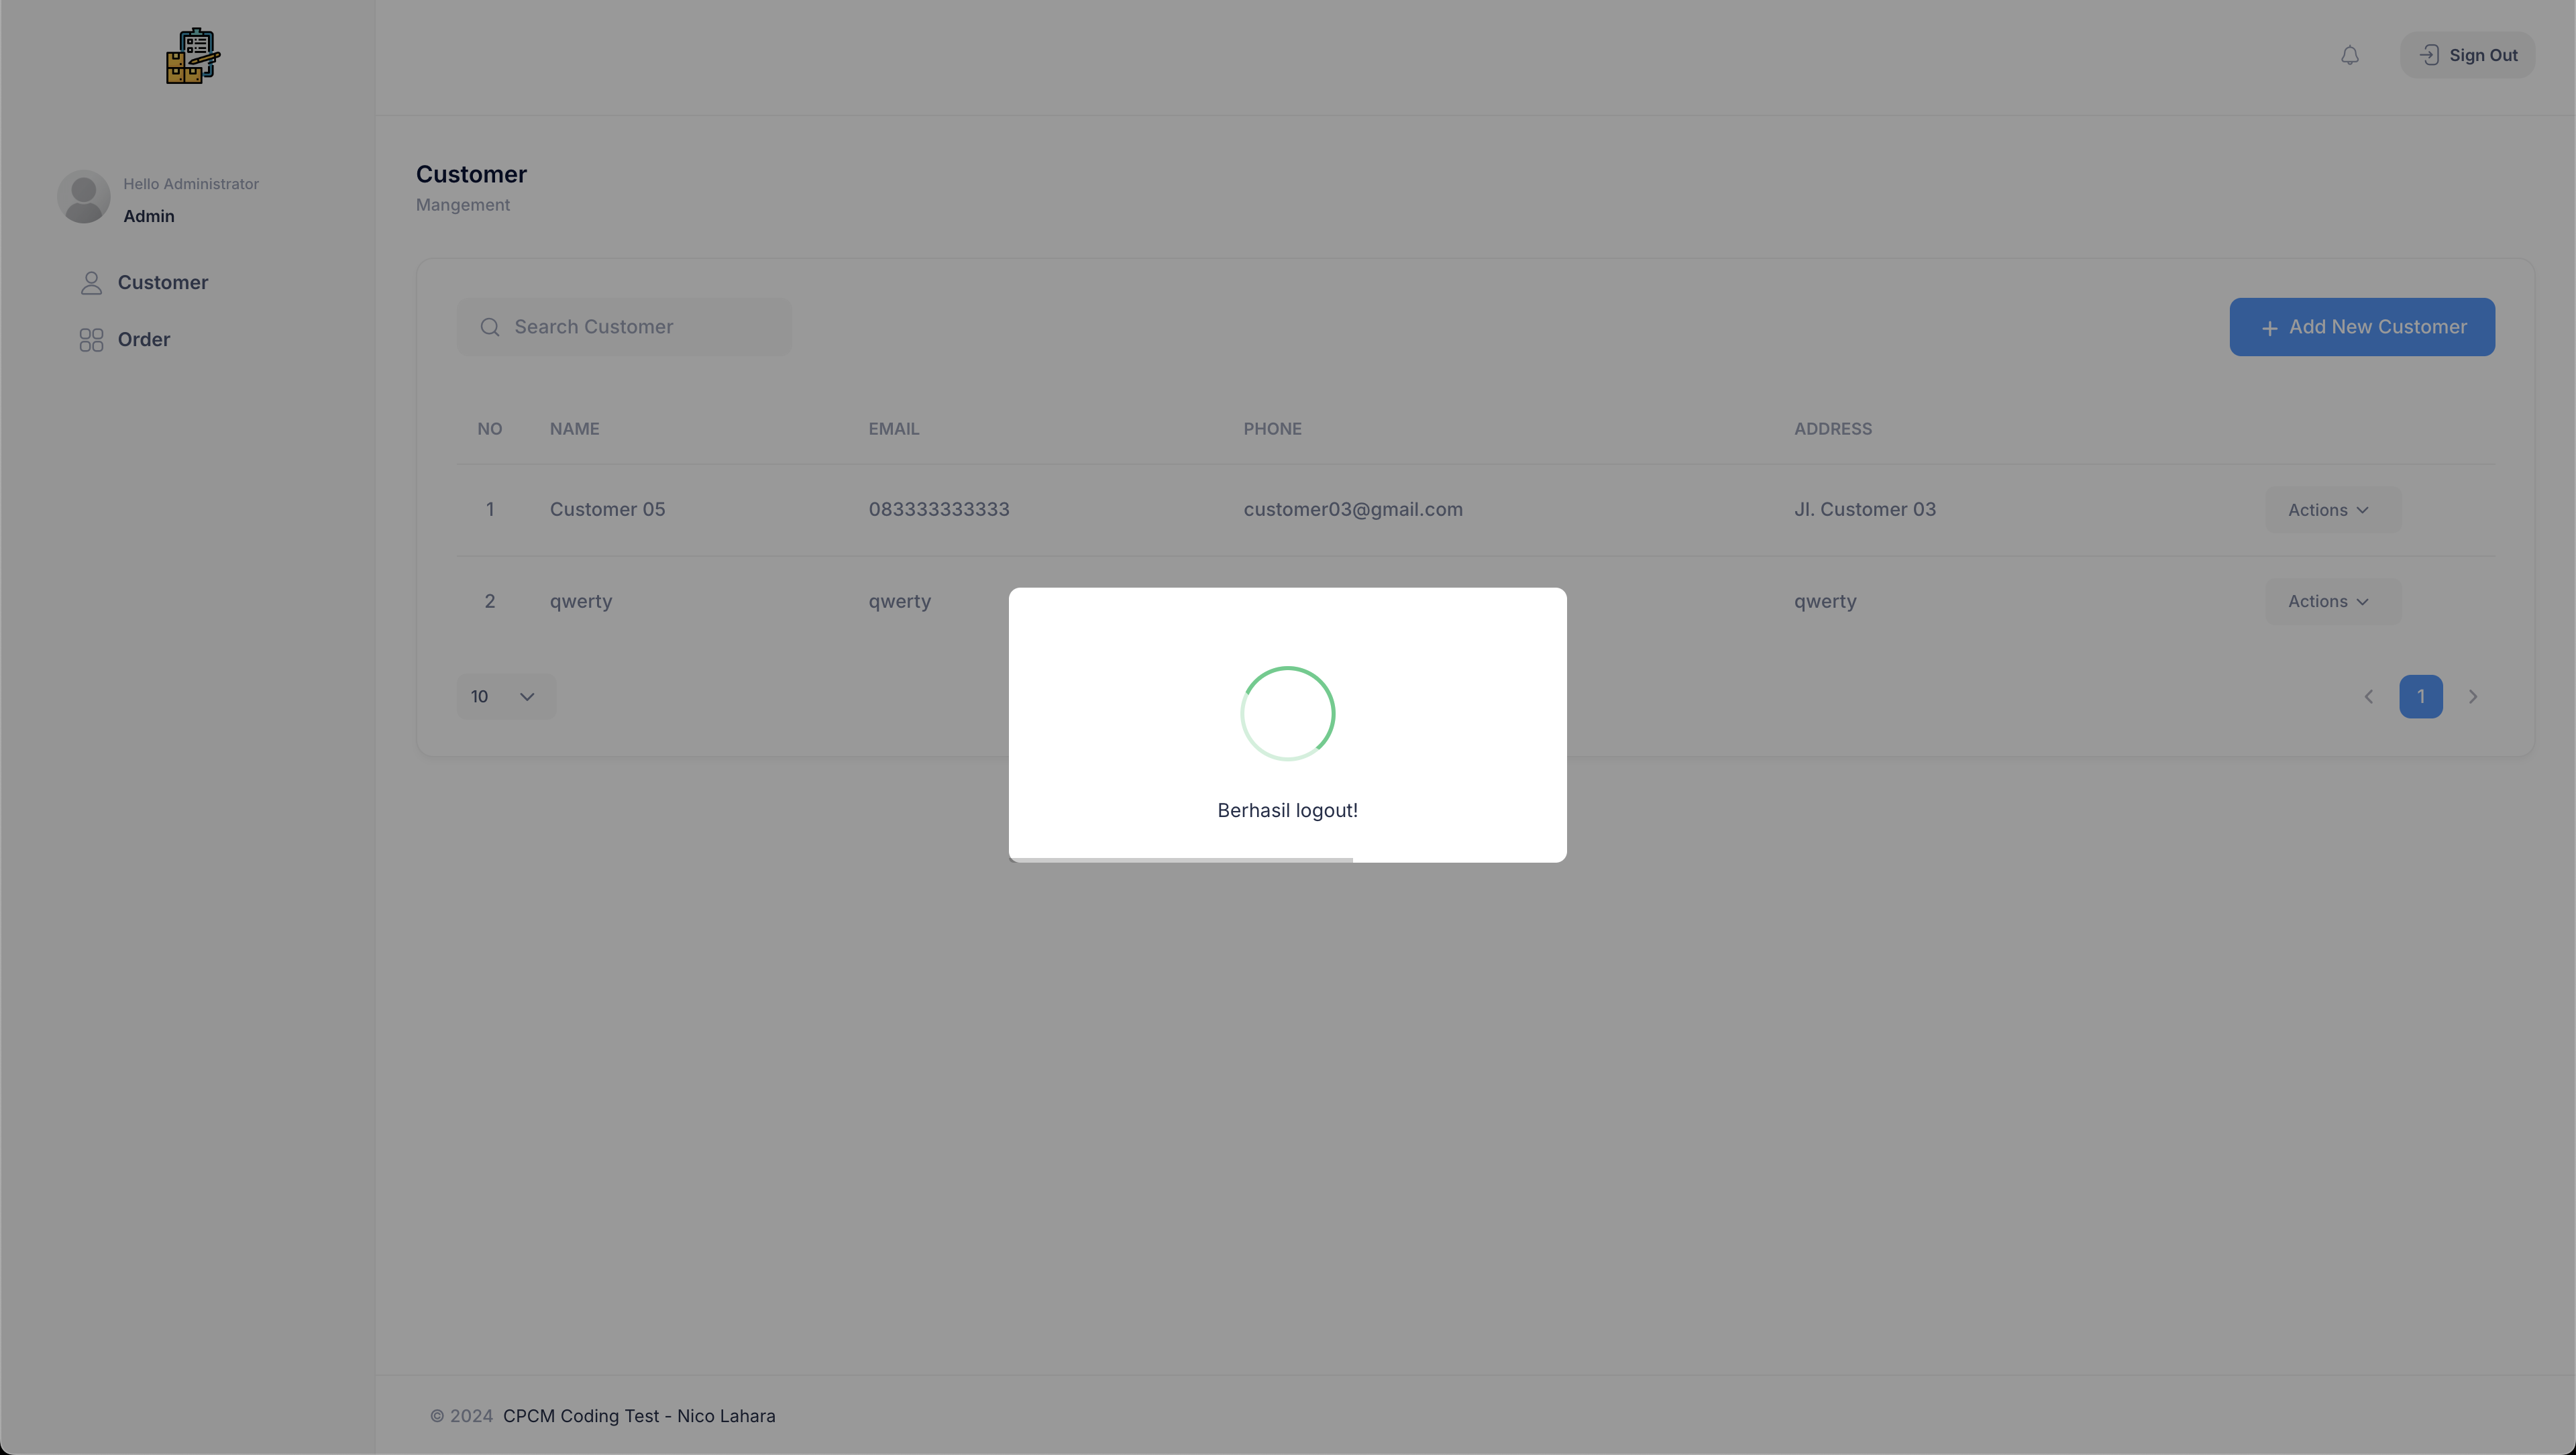 Sign Out
Hello Administrator
Admin
Customer
Order
Customer
Mangement
Search Customer
Add New Customer
NO NAME EMAIL PHONE ADDRESS
1 Customer 05 083333333333 customer03@gmail.com Jl. Customer 03 Actions
2 qwerty qwerty qwerty Actions
10
1
Berhasil logout!
© 2024 CPCM Coding Test - Nico Lahara